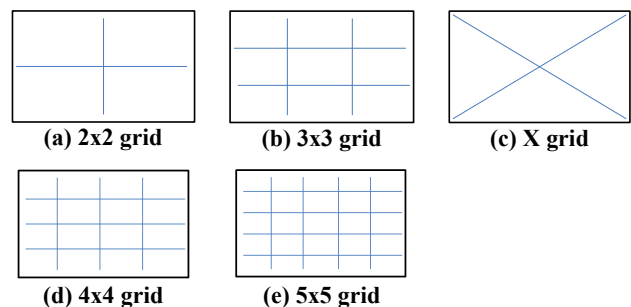 (a) 2x2 grid
(b) 3x3 grid
(c) X grid
(d) 4x4 grid
(e) 5x5 grid